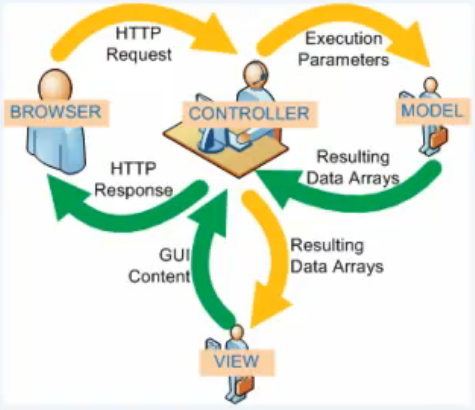 HTTP
Request
Execution
Parameters
BROWSER
CONTROLLER
MODEL
HTTP
Response
Resulting
Data Arrays
GUI
Content
Resulting
Data Arrays
VIEW